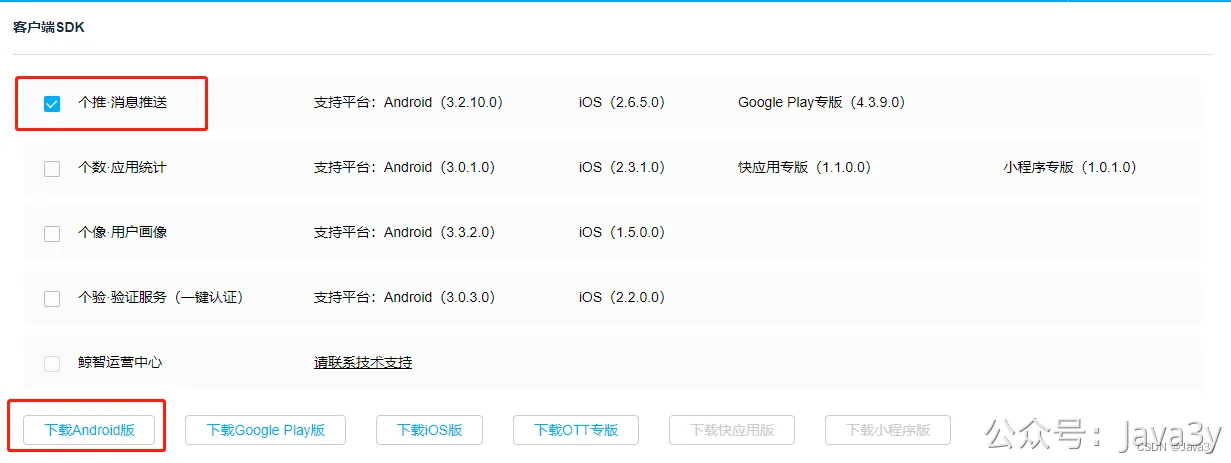 客户端SDK
个推·消息推送 支持平台：Android（3.2.10.0） iOS（2.6.5.0） Google Play专版（4.3.9.0）
个数·应用统计 支持平台：Android（3.0.1.0） iOS（2.3.1.0） 快应用专版（1.1.0.0） 小程序专版（1.0.1.0）
个像·用户画像 支持平台：Android（3.3.2.0） iOS（1.5.0.0）
个验·验证服务（一键认证） 支持平台：Android（3.0.3.0） iOS（2.2.0.0）
鲸智运营中心 请联系技术支持
下载Android版 下载Google Play版 下载iOS版 下载OTT专版 下载快应用版 下载小程序版
公众号：Java3y
CSDN @Java3y